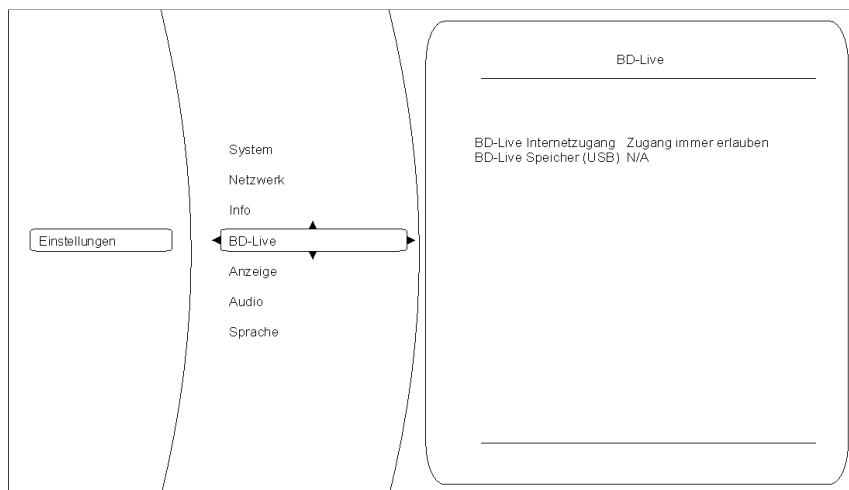 Einstellungen
System
Netzwerk
Info
BD-Live
Anzeige
Audio
Sprache
BD-Live
BD-Live Internetzugang Zugang immer erlauben
BD-Live Speicher (USB) N/A